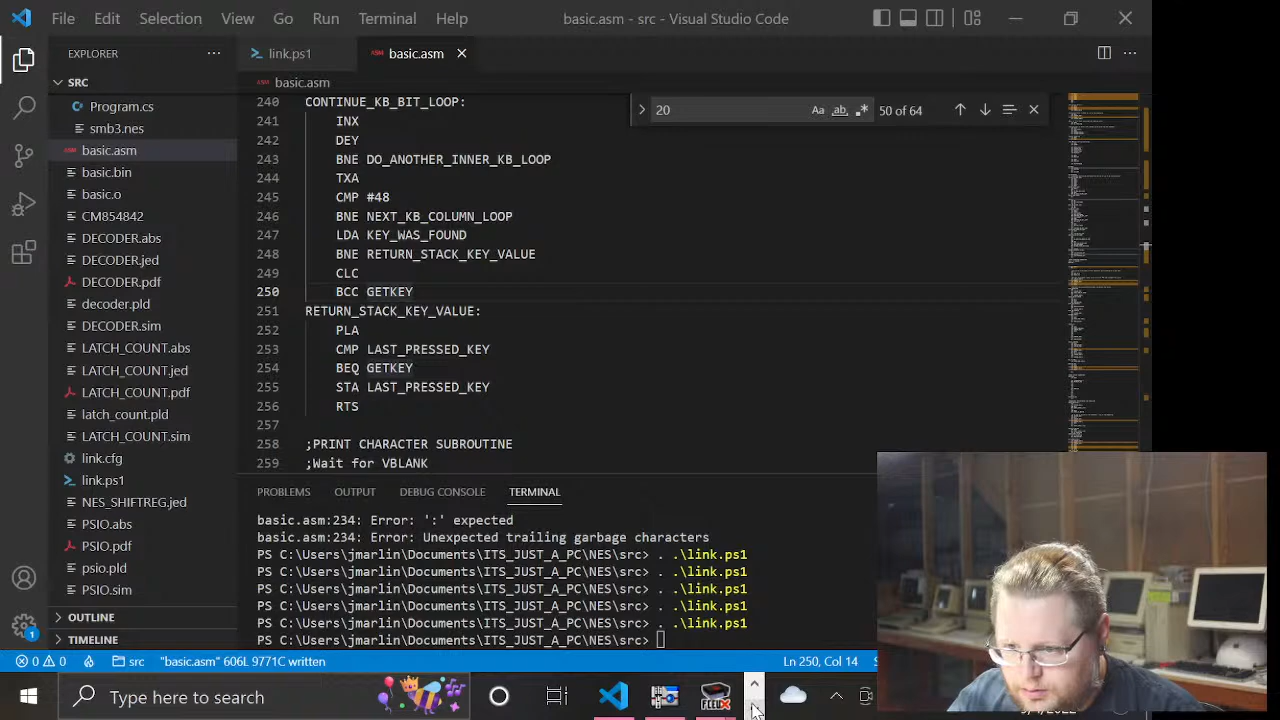 File Edit Selection View Go Run Terminal Help basic.asm - src - Visual Studio Code
EXPLORER
link.ps1 basic.asm
SRC
basic.asm
20 50 of 64
Program.cs
smb3.nes
basic.asm
basic.bin
basic.o
CM854842
DECODER.abs
DECODER.jed
DECODER.pdf
decoder.pld
DECODER.sim
LATCH_COUNT.abs
LATCH_COUNT.jed
LATCH_COUNT.pdf
latch_count.pld
LATCH_COUNT.sim
link.cfg
link.ps1
NES_SHIFTREG.jed
PSIO.abs
PSIO.pdf
psio.pld
PSIO.sim
OUTLINE
TIMELINE
240 CONTINUE_KB_BIT_LOOP:
241 INX
242 DEY
243 BNE DO_ANOTHER_INNER_KB_LOOP
244 TXA
245 CMP #48
246 BNE NEXT_KB_COLUMN_LOOP
247 LDA KEY_WAS_FOUND
248 BNE RETURN_STACK_KEY_VALUE
249 CLC
250 BCC GETKEY
251 RETURN_STACK_KEY_VALUE:
252 PLA
253 CMP LAST_PRESSED_KEY
254 BEQ GETKEY
255 STA LAST_PRESSED_KEY
256 RTS
257
258 ;PRINT CHARACTER SUBROUTINE
259 ;Wait for VBLANK
PROBLEMS OUTPUT DEBUG CONSOLE TERMINAL
basic.asm:234: Error: ':' expected
basic.asm:234: Error: Unexpected trailing garbage characters
PS C:\Users\jmarlin\Documents\ITS_JUST_A_PC\NES\src> . .\link.ps1
PS C:\Users\jmarlin\Documents\ITS_JUST_A_PC\NES\src> . .\link.ps1
PS C:\Users\jmarlin\Documents\ITS_JUST_A_PC\NES\src> . .\link.ps1
PS C:\Users\jmarlin\Documents\ITS_JUST_A_PC\NES\src> . .\link.ps1
PS C:\Users\jmarlin\Documents\ITS_JUST_A_PC\NES\src> . .\link.ps1
PS C:\Users\jmarlin\Documents\ITS_JUST_A_PC\NES\src>
0 0 src "basic.asm" 606L 9771C written Ln 250, Col 14
Type here to search